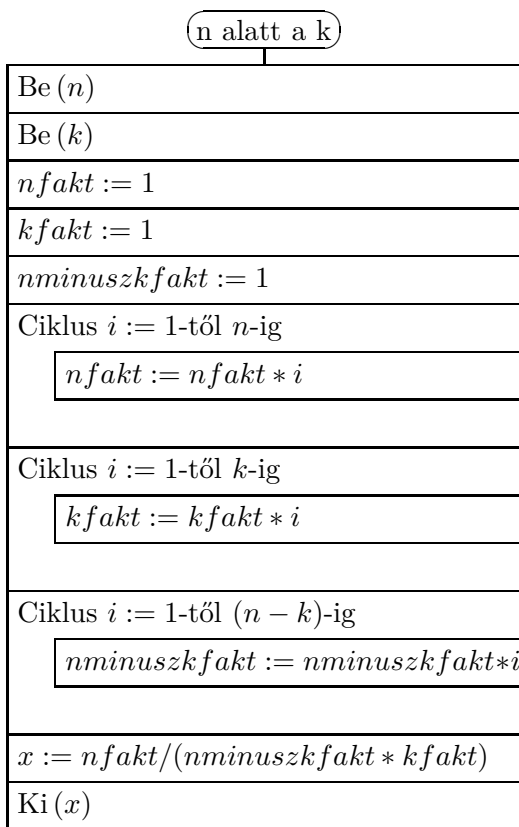 n alatt a k
Be (n)
Be (k)
nfakt := 1
kfakt := 1
nminuszkfakt := 1
Ciklus i := 1-től n-ig
nfakt := nfakt * i
Ciklus i := 1-től k-ig
kfakt := kfakt * i
Ciklus i := 1-től (n − k)-ig
nminuszkfakt := nminuszkfakt*i
x := nfakt/(nminuszkfakt * kfakt)
Ki (x)